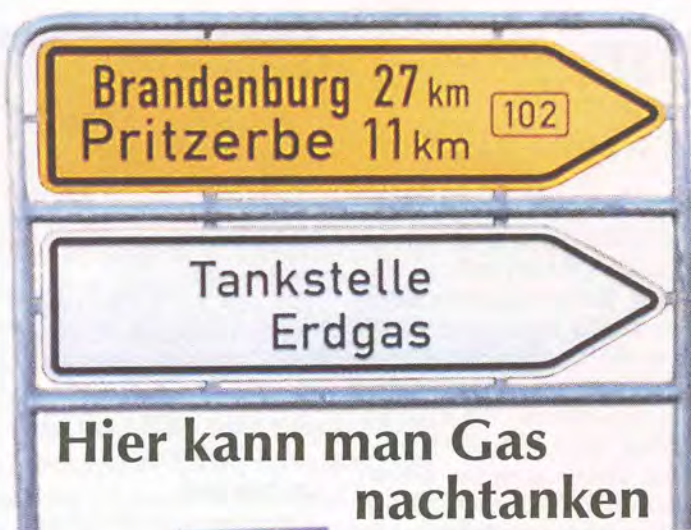 Brandenburg 27 km
Pritzerbe 11 km
102
Tankstelle
Erdgas
Hier kann man Gas
nachtanken